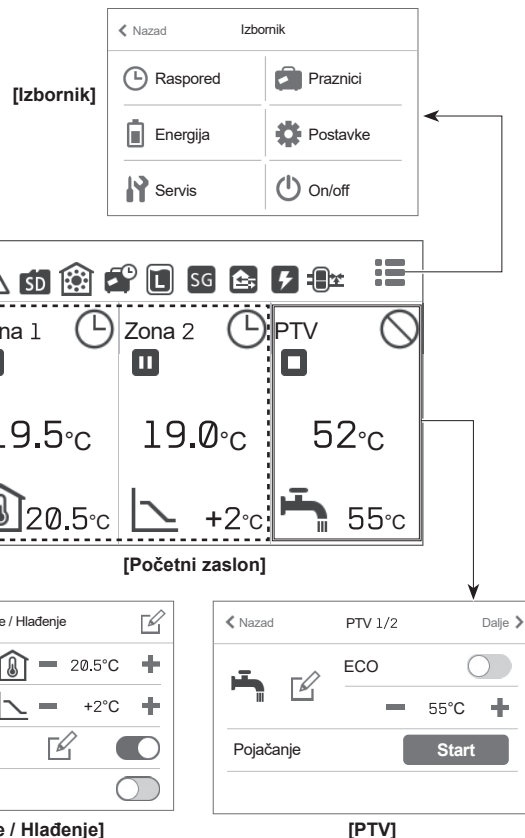 Nazad Izbornik
[Izbornik]
Raspored Praznici
Energija Postavke
Servis On/off
SD L SG
na 1 Zona 2 PTV
9.5°C 19.0°C 52°C
20.5°C +2°C 55°C
[Početni zaslon]
e / Hlađenje
20.5°C
+2°C
e / Hlađenje]
Nazad PTV 1/2 Dalje
ECO
55°C
Pojačanje Start
[PTV]